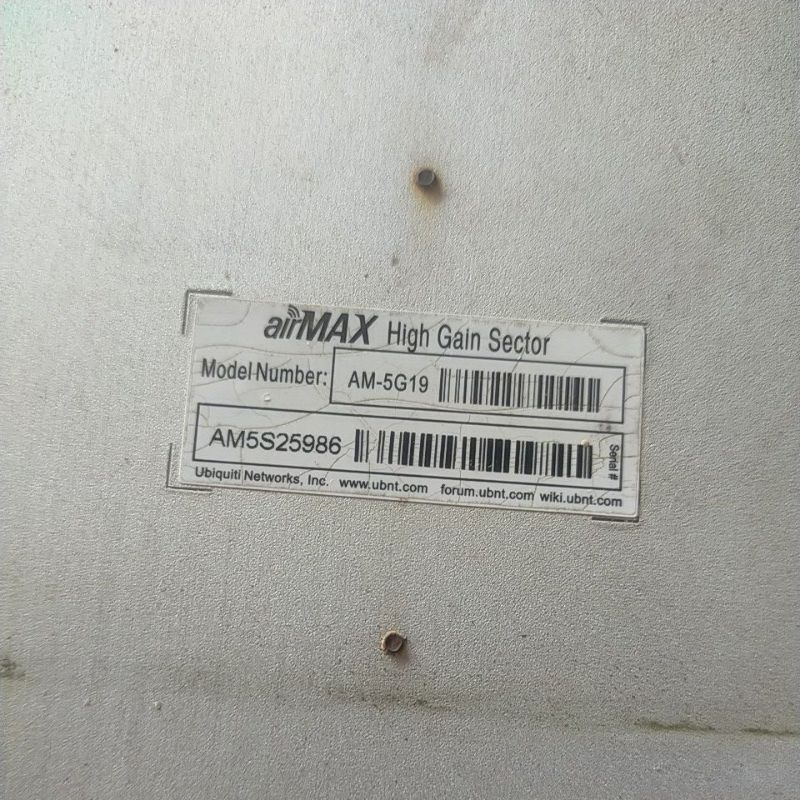 airMAX High Gain Sector
Model Number: AM-5G19
AM5S25986 Serial #
Ubiquiti Networks, Inc. www.ubnt.com forum.ubnt.com wiki.ubnt.com